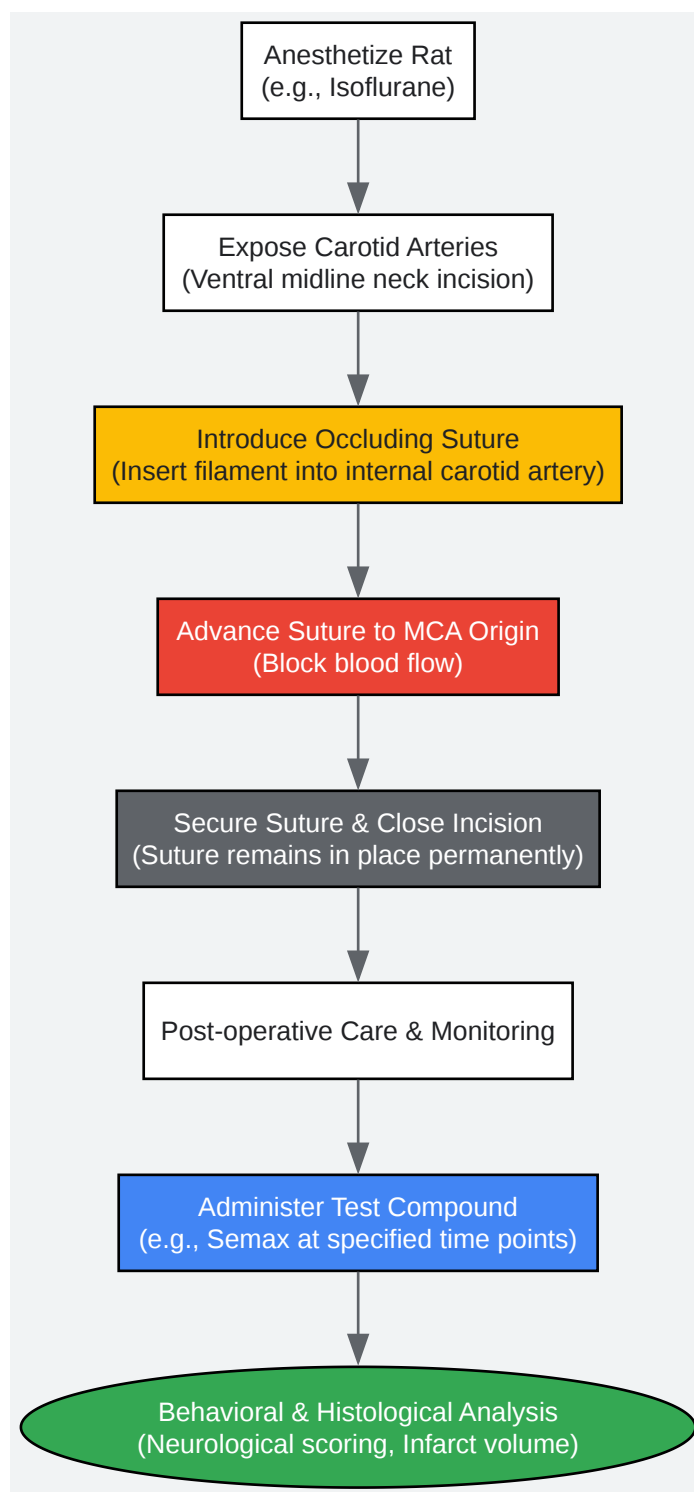 Anesthetize Rat
(e.g., Isoflurane)
Expose Carotid Arteries
(Ventral midline neck incision)
Introduce Occluding Suture
(Insert filament into internal carotid artery)
Advance Suture to MCA Origin
(Block blood flow)
Secure Suture & Close Incision
(Suture remains in place permanently)
Post-operative Care & Monitoring
Administer Test Compound
(e.g., Semax at specified time points)
Behavioral & Histological Analysis
(Neurological scoring, Infarct volume)